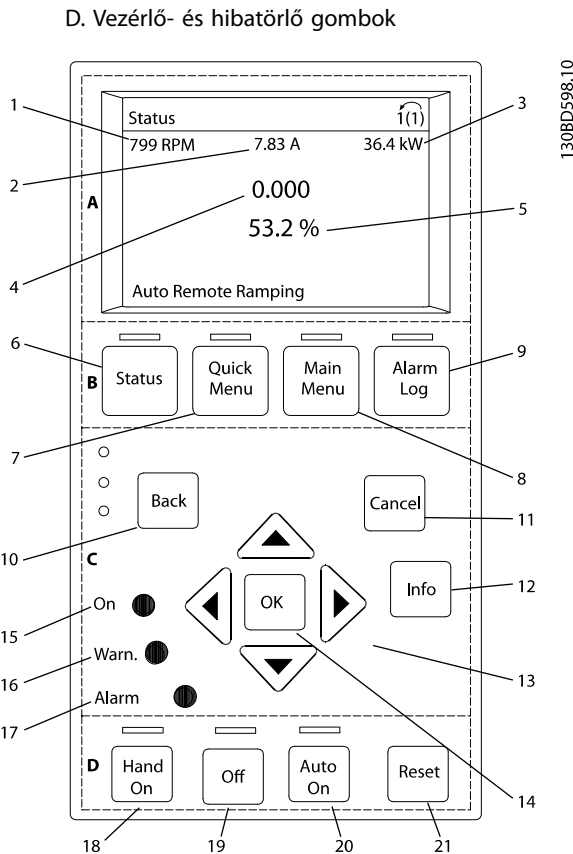 D. Vezérlő- és hibatörlő gombok
130BD598.10
1
Status 1(1)
3
799 RPM 7.83 A 36.4 kW
2
A
0.000
5
53.2 %
4
Auto Remote Ramping
6
9
B
Status
Quick Menu
Main Menu
Alarm Log
7
8
Back
Cancel
10
11
C
Info
12
OK
On
15
Warn.
16
13
Alarm
17
D
Hand On
Off
Auto On
Reset
14
18
19
20
21